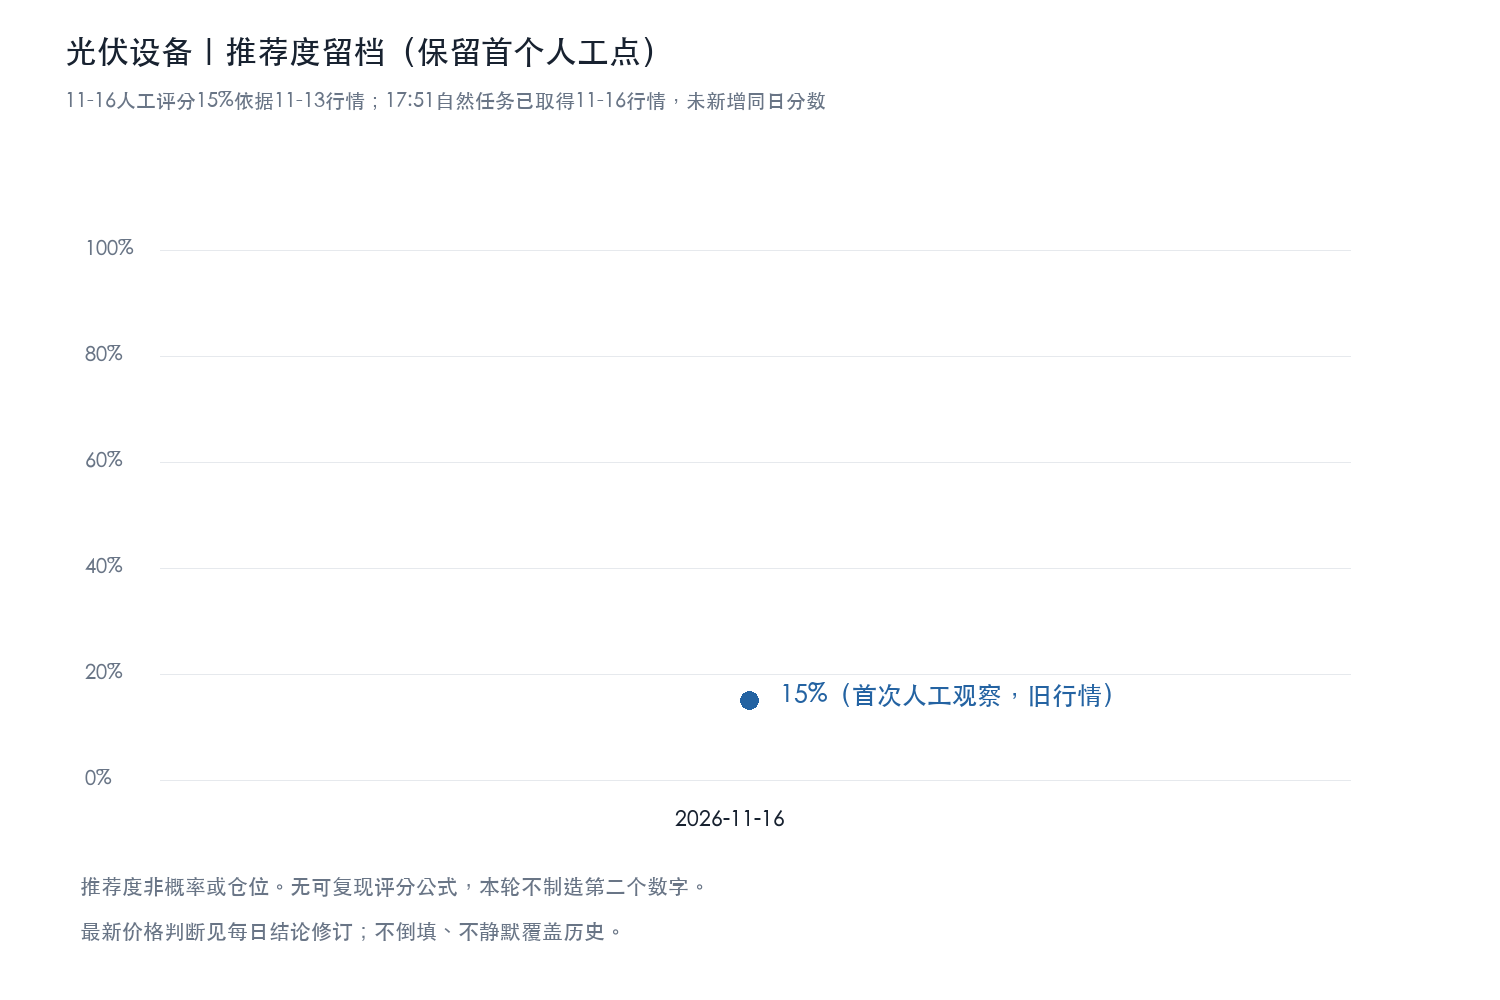 光伏设备丨推荐度留档（保留首个人工点）
11-16人工评分15%依据11-13行情；17:51自然任务已取得11-16行情，未新增同日分数
100%
80%
60%
40%
20%
15%（首次人工观察，旧行情）
0%
2026-11-16
推荐度非概率或仓位。无可复现评分公式，本轮不制造第二个数字。
最新价格判断见每日结论修订；不倒填、不静默覆盖历史。